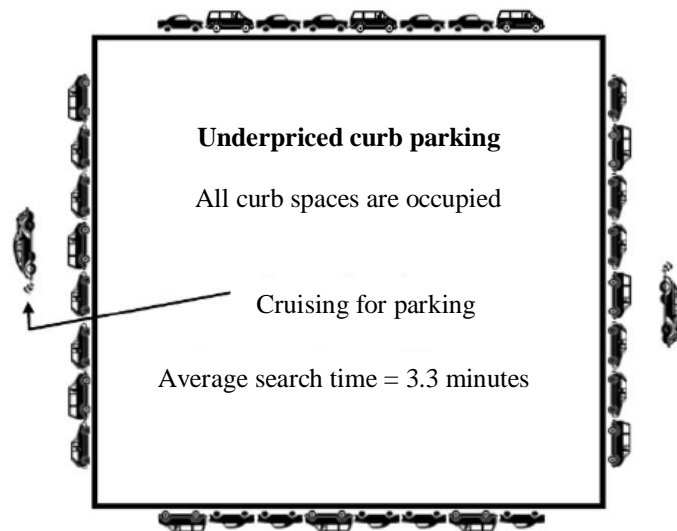 Underpriced curb parking
All curb spaces are occupied
Cruising for parking
Average search time = 3.3 minutes